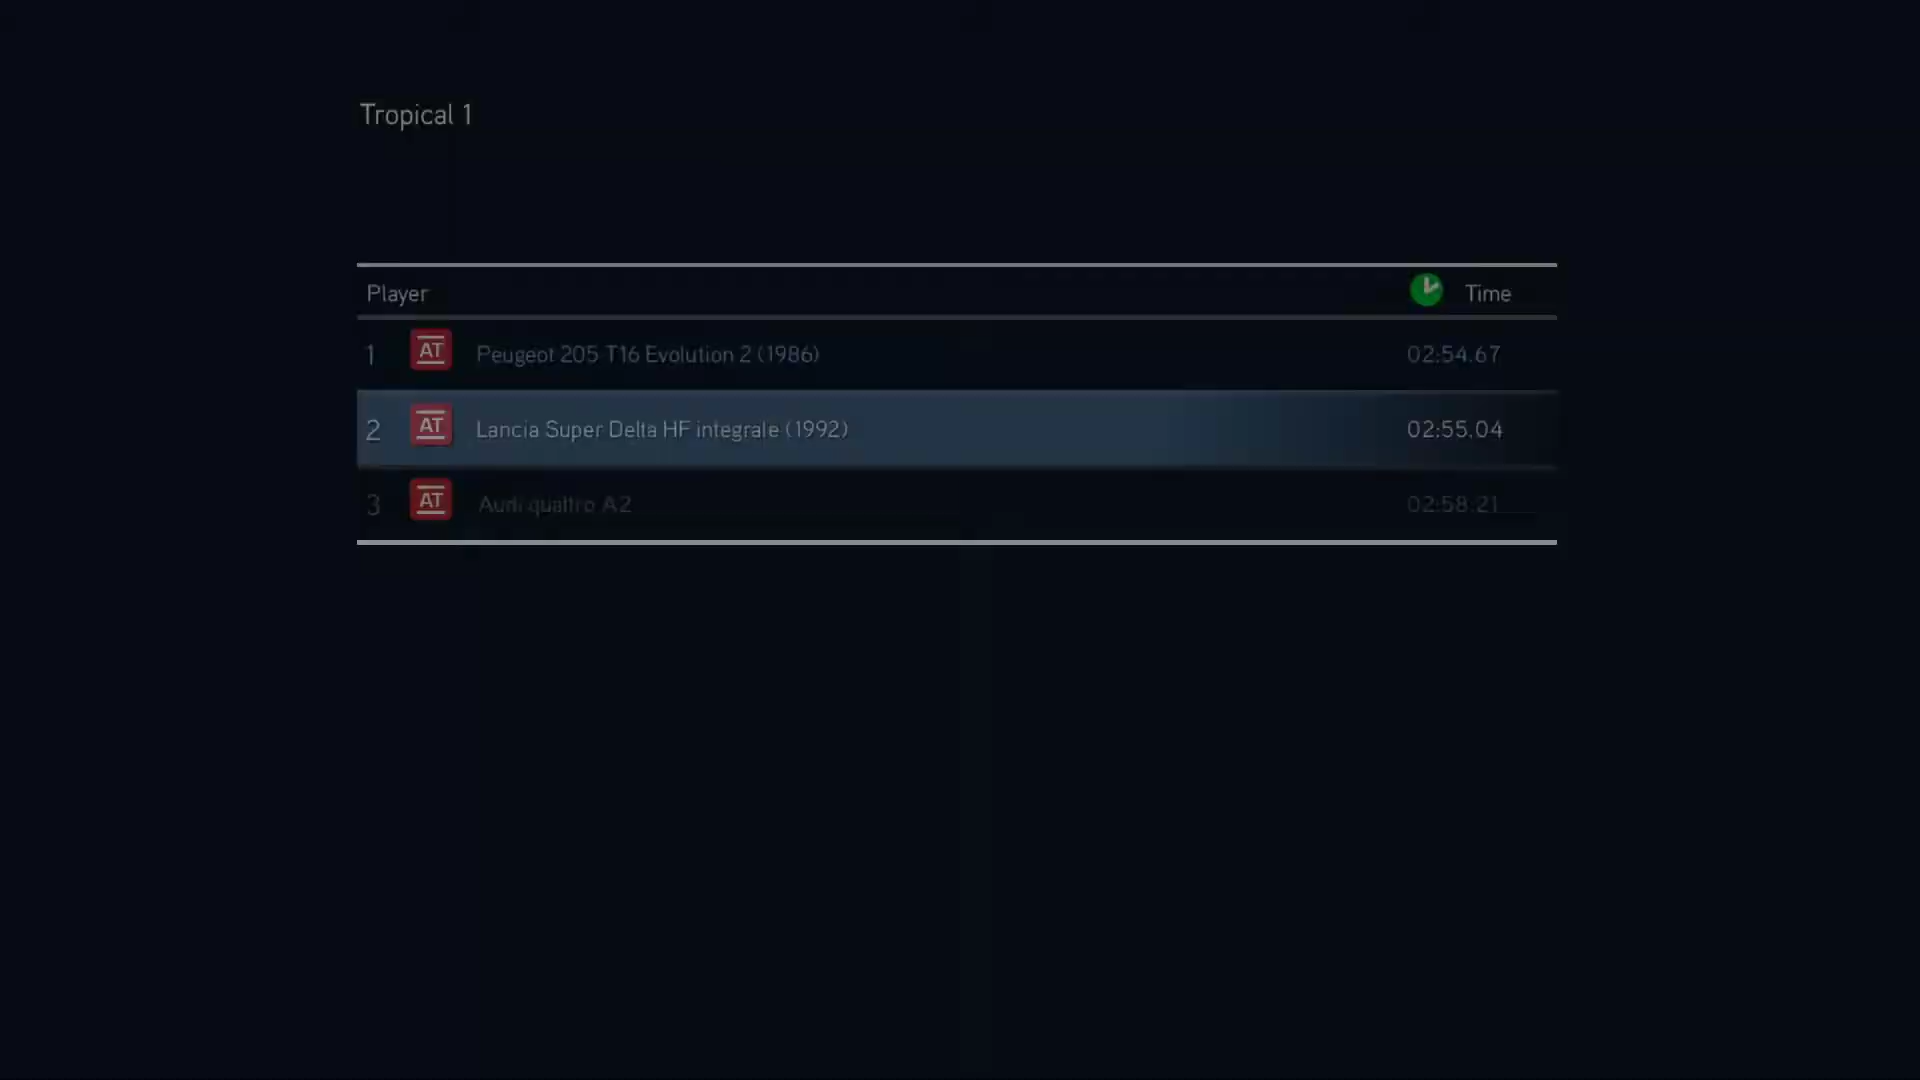 Tropical 1
Player Time
1 AT Peugeot 205 T16 Evolution 2 (1986) 02:54.67
2 AT Lancia Super Delta HF integrale (1992) 02:55.04
3 AT Audi quattro A2 02:58.21